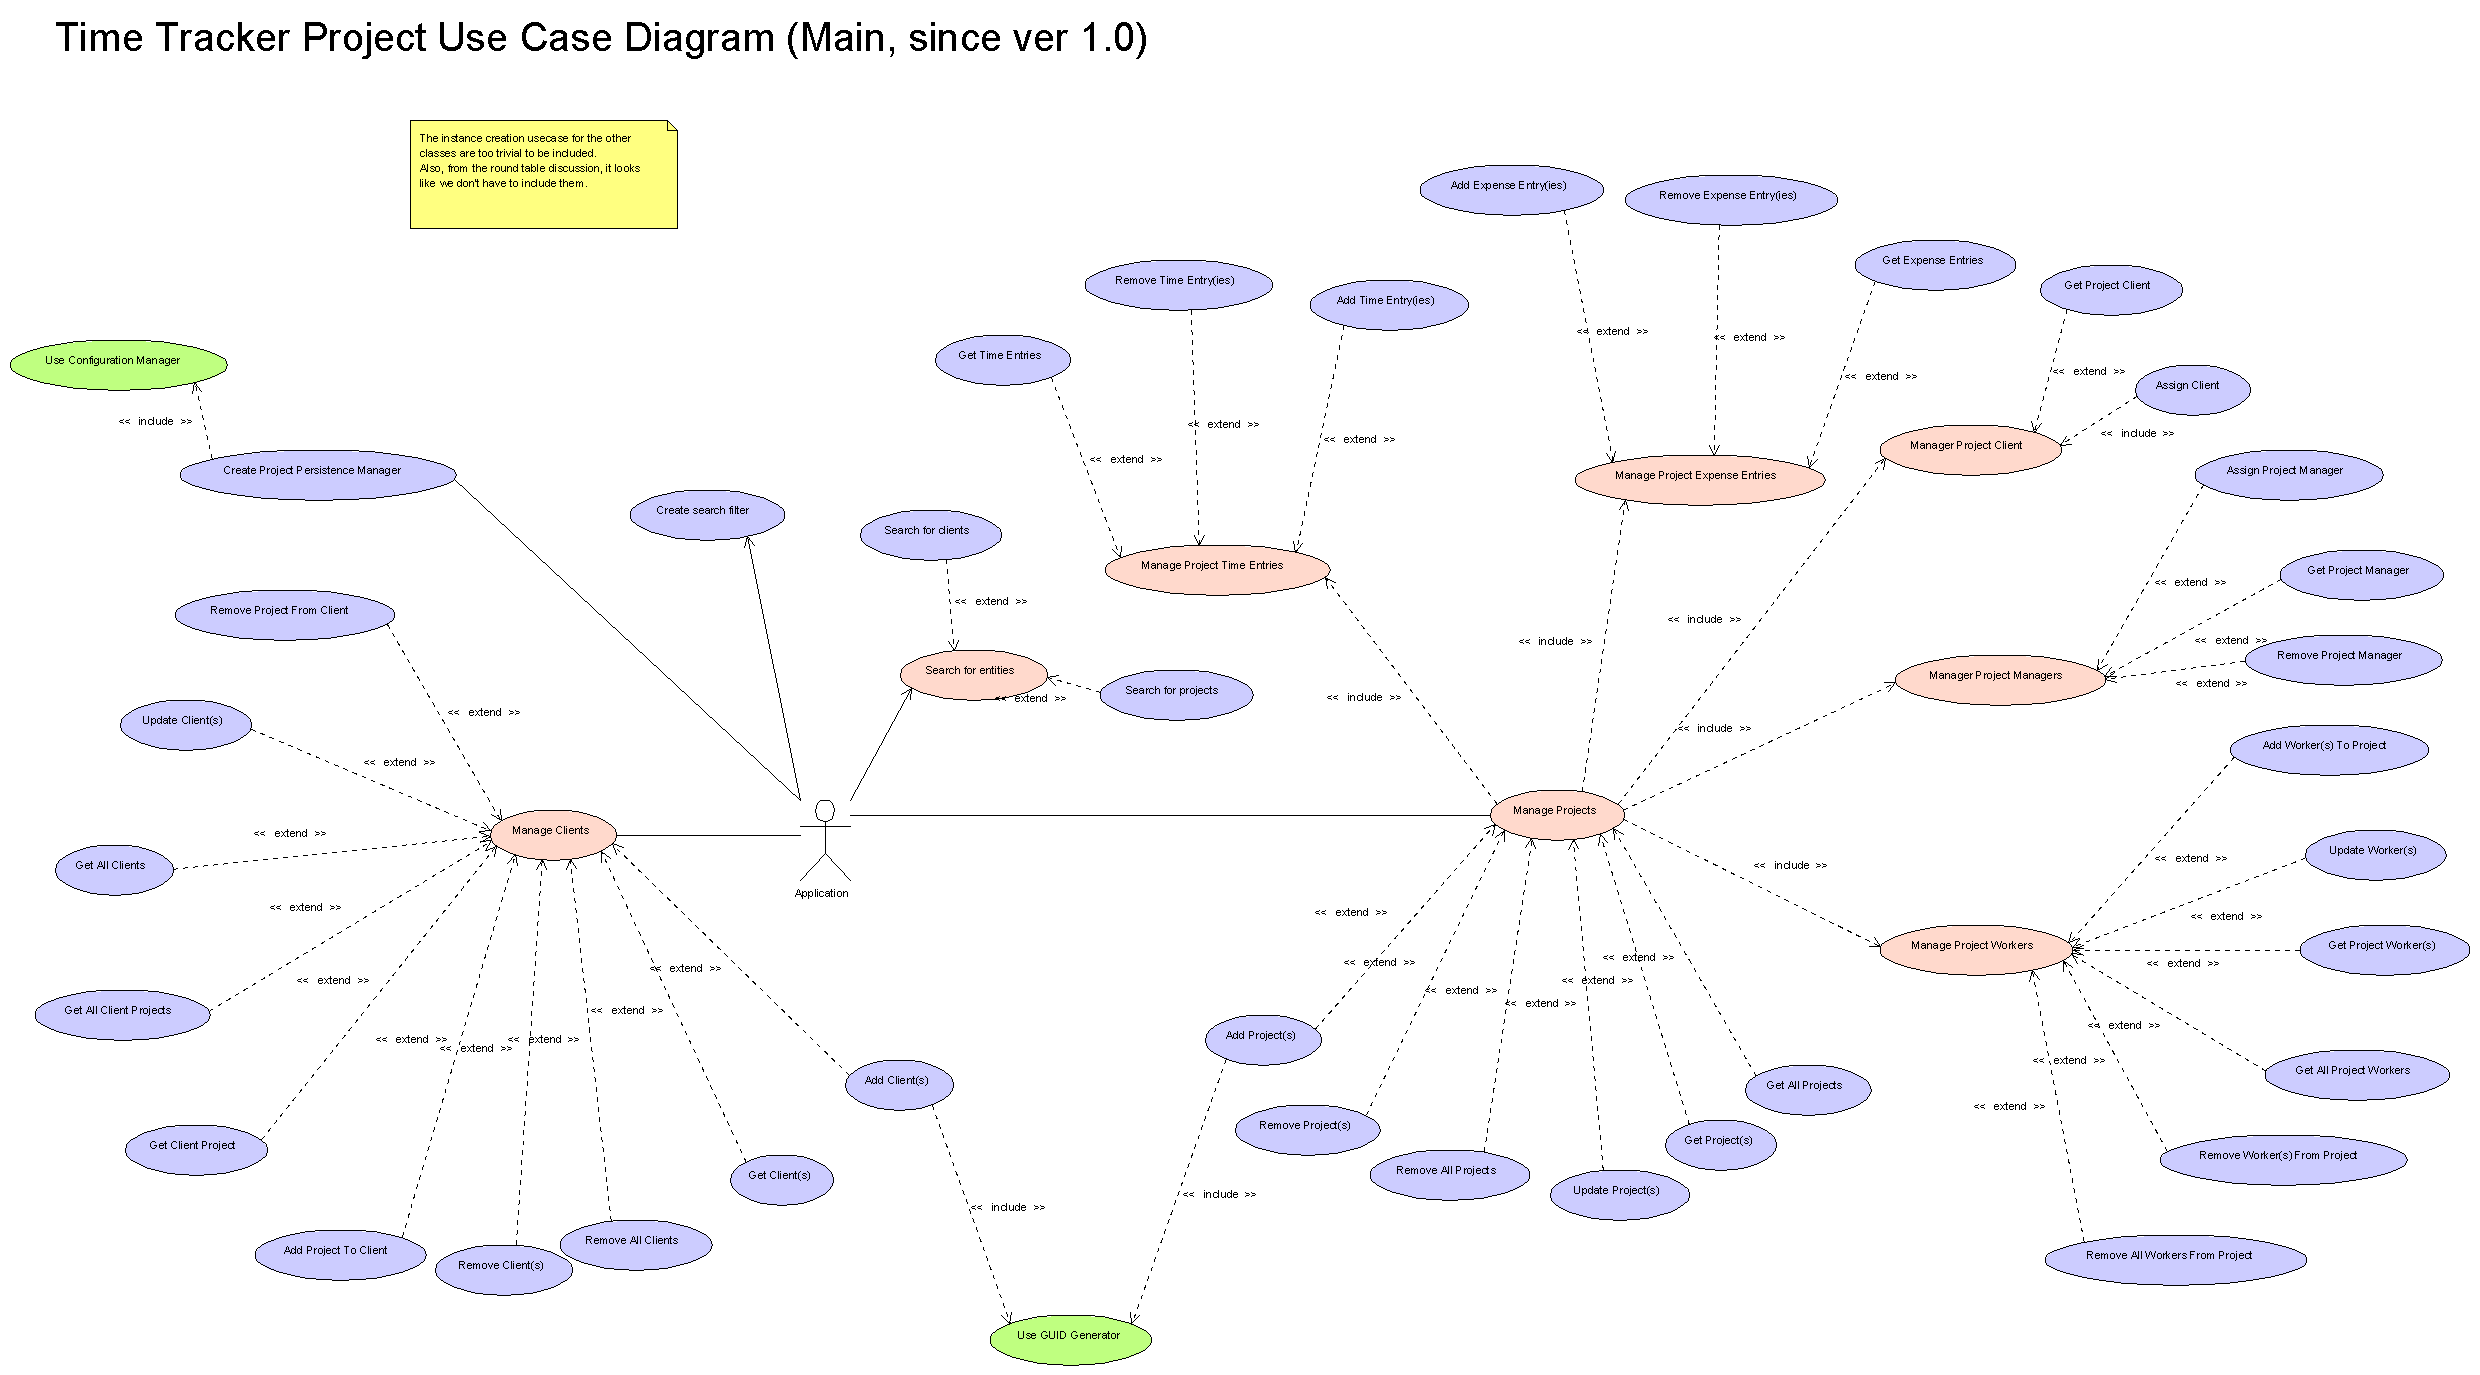 Time Tracker Project Use Case Diagram (Main, since ver 1.0)
The instance creation usecase for the other
classes are too trivial to be included.
Also, from the round table discussion, it looks
like we don't have to include them.
Add Expense Entry(ies)
Remove Expense Entry(ies)
Get Expense Entries
Remove Time Entry(ies)
Get Project Client
Add Time Entry(ies)
<< extend >>
<< extend >>
Get Time Entries
Use Configuration Manager
<< extend >>
<< extend >>
Assign Client
<< include >>
<< extend >>
<< extend >>
<< include >>
Manager Project Client
<< extend >>
Create Project Persistence Manager
Manage Project Expense Entries
Assign Project Manager
Create search filter
Search for clients
Manage Project Time Entries
Get Project Manager
<< extend >>
<< extend >>
Remove Project From Client
<< include >>
<< include >>
<< extend >>
Remove Project Manager
Search for entities
Manager Project Managers
<< extend >>
Search for projects
<< extend >>
<< include >>
<< extend >>
Update Client(s)
<< include >>
Add Worker(s) To Project
<< extend >>
Manage Projects
Manage Clients
<< extend >>
Update Worker(s)
<< extend >>
Get All Clients
<< include >>
Application
<< extend >>
<< extend >>
<< extend >>
Manage Project Workers
Get Project Worker(s)
<< extend >>
<< extend >>
<< extend >>
<< extend >>
<< extend >>
<< extend >>
<< extend >>
<< extend >>
Get All Client Projects
<< extend >>
<< extend >>
Add Project(s)
<< extend >>
<< extend >>
<< extend >>
<< extend >>
<< extend >>
Get All Project Workers
Add Client(s)
Get All Projects
<< extend >>
Remove Project(s)
Get Client Project
Get Project(s)
Remove Worker(s) From Project
Get Client(s)
Remove All Projects
Update Project(s)
<< include >>
<< include >>
Remove All Clients
Add Project To Client
Remove All Workers From Project
Remove Client(s)
Use GUID Generator